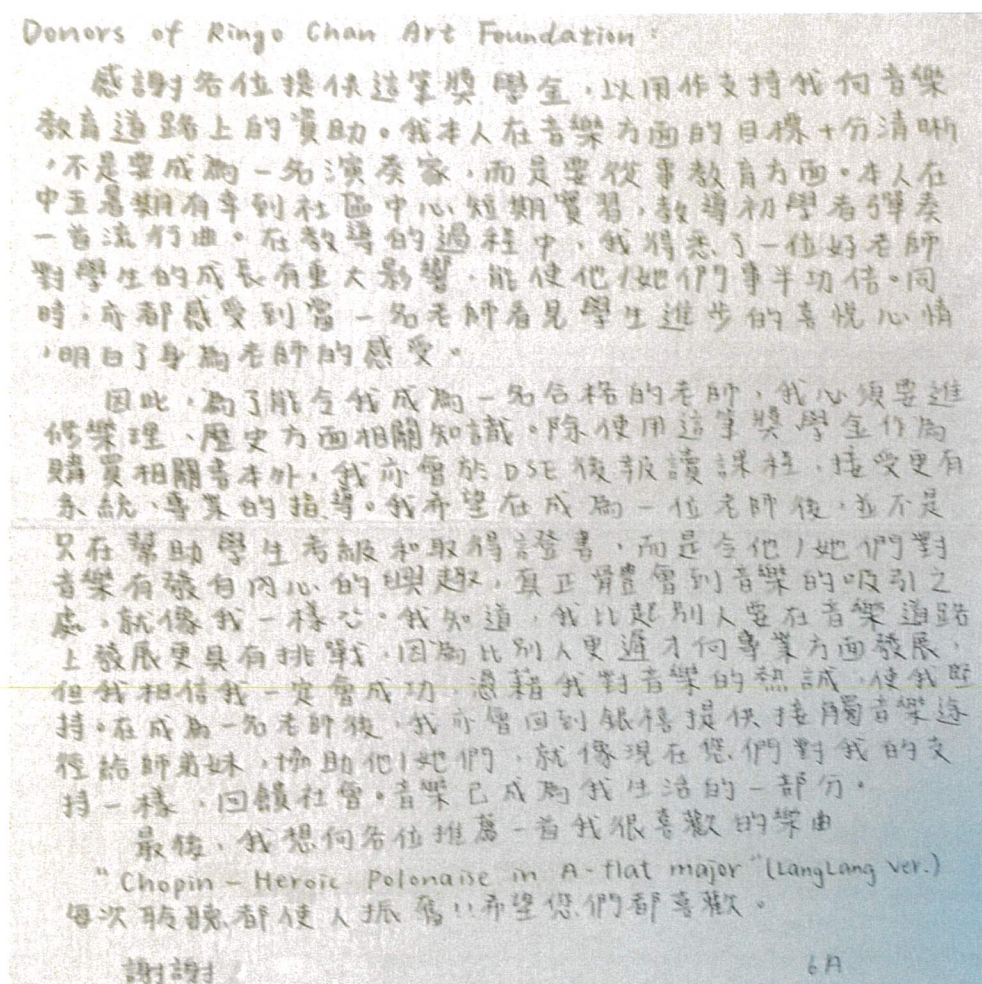 Donors of Ringo Chan Art Foundation:
感謝各位提供這筆獎學金,以用作支持我向音樂
教育道路上的資助。我本人在音樂方面的目標十分清晰
,不是要成為一名演奏家,而是要從事教育方面。本人在
中五暑期有幸到社區中心短期實習,教導初學者彈奏
一首流行曲。在教導的過程中,我得悉了一位好老師
對學生的成長有重大影響,能使他/她們事半功倍。同
時,亦都感受到當一名老師看見學生進步的喜悅心情
,明白了身為老師的感受。
因此,為了能令我成為一名合格的老師,我必須要進
修樂理、歷史方面相關知識。除使用這筆獎學金作為
購買相關書本外,我亦會於DSE後報讀課程,接受更有
系統、專業的指導。我希望在成為一位老師後,並不是
只在幫助學生考級和取得證書,而是令他/她們對
音樂有發自內心的興趣,真正體會到音樂的吸引之
處,就像我一樣。我知道,我比起別人要在音樂道路
上發展更具有挑戰,因為比別人更遲才向專業方面發展,
但我相信我一定會成功,憑藉我對音樂的熱誠,使我堅
持。在成為一名老師後,我亦會回到銀禧提供接觸音樂途
徑給師弟妹,協助他/她們,就像現在您們對我的支
持一樣,回饋社會。音樂已成為我生活的一部分。
最後,我想向各位推薦一首我很喜歡的樂曲
"Chopin - Heroic Polonaise in A-flat major"(LangLang ver.)
每次聆聽都使人振奮!!希望您們都喜歡。
謝謝
6A